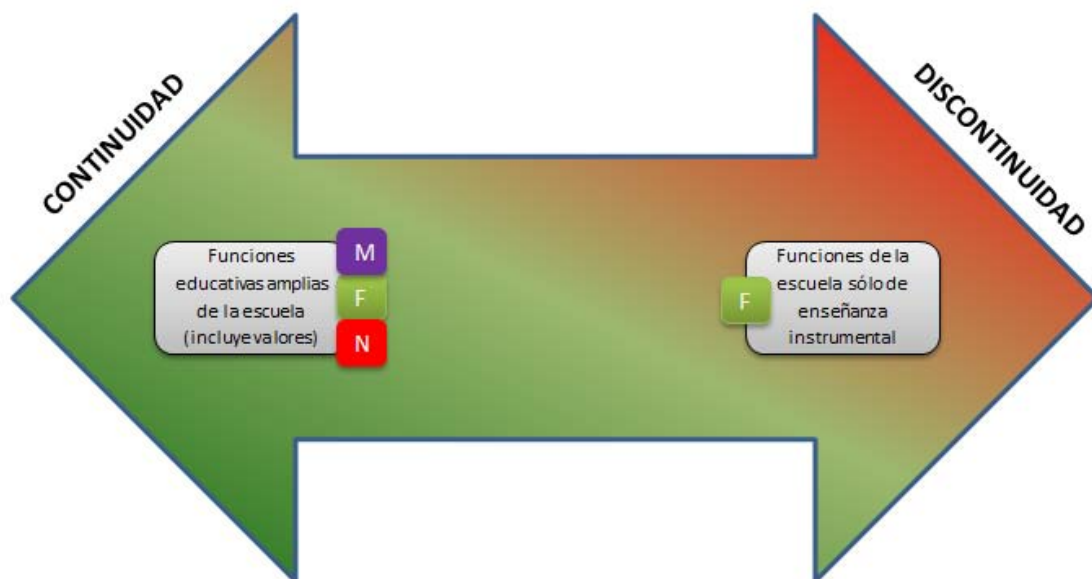 CONTINUIDAD
DISCONTINUIDAD
Funciones
educativas amplias
de la escuela
(incluye valores)
M
F
N
F
Funciones de la
escuela sólo de
enseñanza
instrumental